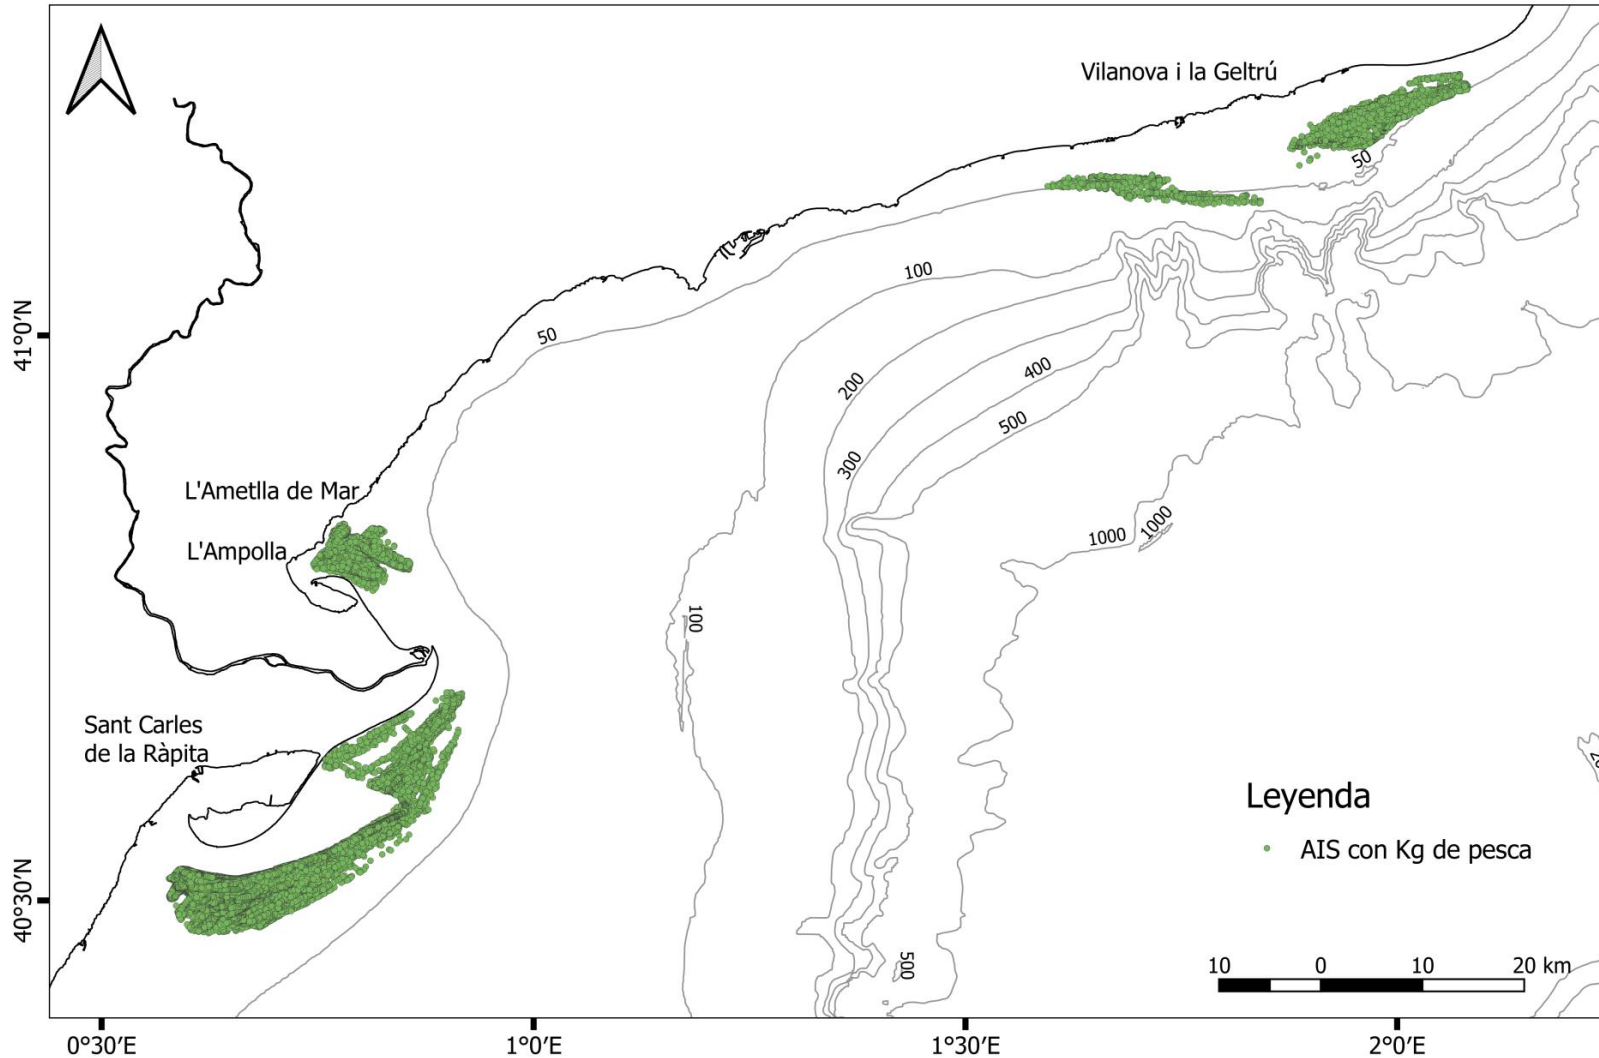 Vilanova i la Geltrú
50
100
41°0′N
50
200
400
500
300
L'Ametlla de Mar
1000
1000
L'Ampolla
100
Sant Carles
de la Ràpita
Leyenda
AIS con Kg de pesca
40°30′N
500
10 0 10 20 km
0°30′E 1°0′E 1°30′E 2°0′E